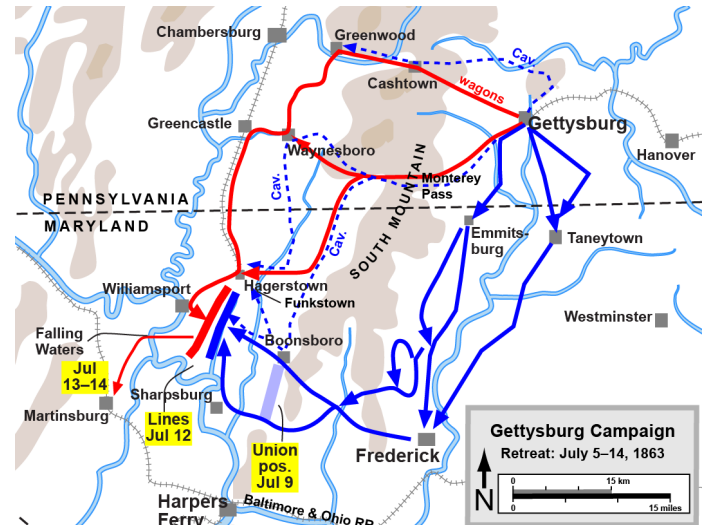 Chambersburg
Greenwood
Cav.
Cashtown
wagons
Greencastle
Gettysburg
Waynesboro
Hanover
Cav.
Monterey
Pass
PENNSYLVANIA
MARYLAND
SOUTH MOUNTAIN
Cav.
Emmits-
burg
Taneytown
Hagerstown
Williamsport
Funkstown
Westminster
Falling
Waters
Boonsboro
Jul
13–14
Martinsburg
Sharpsburg
Lines
Jul 12
Union
pos.
Jul 9
Frederick
Harpers
Ferry
Baltimore & Ohio RR
Gettysburg Campaign
Retreat: July 5–14, 1863
N
0
15 km
0
15 miles